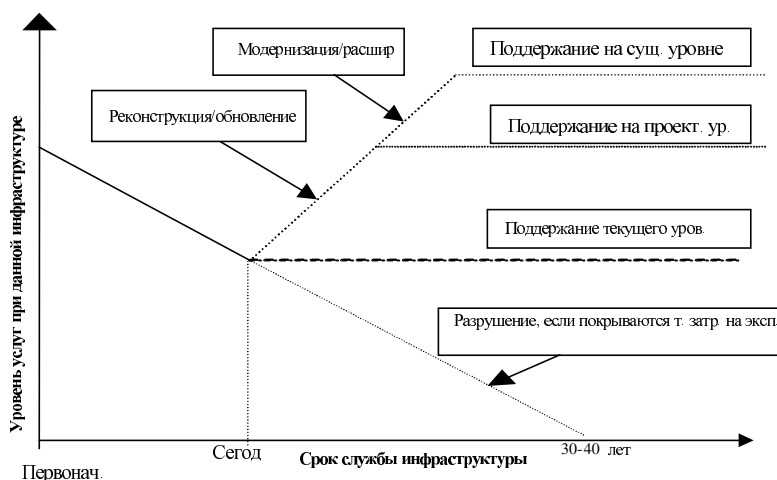 Модернизация/расшир
Поддержание на сущ. уровне
Реконструкция/обновление
Поддержание на проект. ур.
Поддержание текущего уров.
Разрушение, если покрываются т. затр. на эксп.
Уровень услуг при данной инфраструктуре
Сегод
Срок службы инфраструктуры
30-40 лет
Первонач.